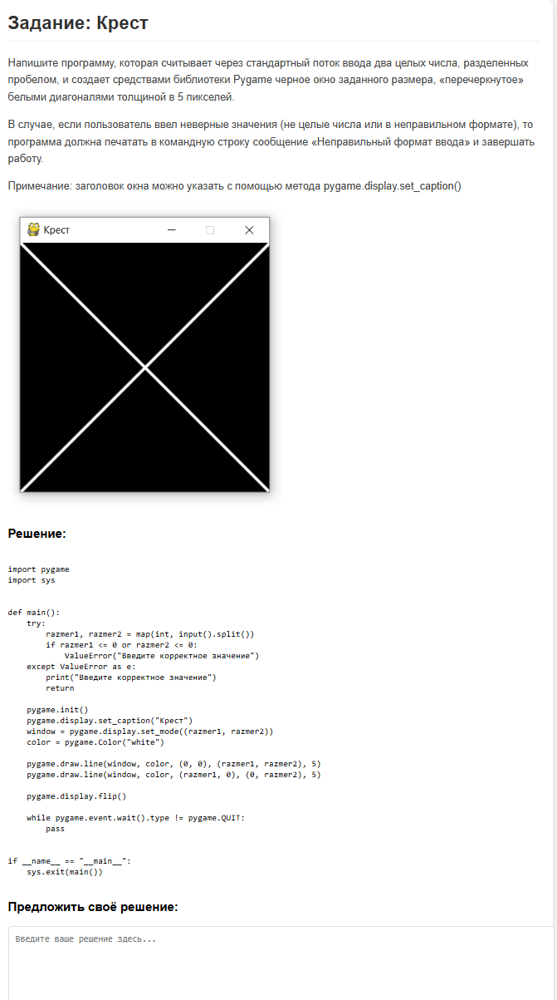 Задание: Крест
Напишите программу, которая считывает через стандартный поток ввода два целых числа, разделенных
пробелом, и создает средствами библиотеки Pygame черное окно заданного размера, «перечеркнутое»
белыми диагоналями толщиной в 5 пикселей.
В случае, если пользователь ввел неверные значения (не целые числа или в неправильном формате), то
программа должна печатать в командную строку сообщение «Неправильный формат ввода» и завершать
работу.
Примечание: заголовок окна можно указать с помощью метода pygame.display.set_caption()
Крест
Решение:
import pygame
import sys
def main():
    try:
        razmer1, razmer2 = map(int, input().split())
        if razmer1 <= 0 or razmer2 <= 0:
            ValueError("Введите корректное значение")
    except ValueError as e:
        print("Введите корректное значение")
        return
    pygame.init()
    pygame.display.set_caption("Крест")
    window = pygame.display.set_mode((razmer1, razmer2))
    color = pygame.Color("white")
    pygame.draw.line(window, color, (0, 0), (razmer1, razmer2), 5)
    pygame.draw.line(window, color, (razmer1, 0), (0, razmer2), 5)
    pygame.display.flip()
    while pygame.event.wait().type != pygame.QUIT:
        pass
if __name__ == "__main__":
    sys.exit(main())
Предложить своё решение:
Введите ваше решение здесь...